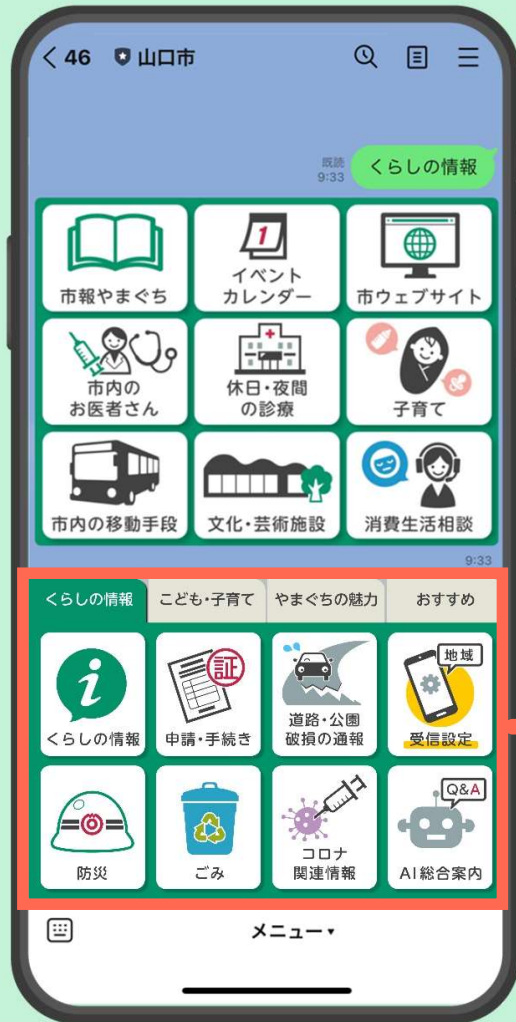 46 山口市
既読
9:33
くらしの情報
市報やまぐち
イベント
カレンダー
市ウェブサイト
市内の
お医者さん
休日・夜間
の診療
子育て
市内の移動手段
文化・芸術施設
消費生活相談
9:33
くらしの情報 こども・子育て やまぐちの魅力 おすすめ
くらしの情報
証
申請・手続き
道路・公園
破損の通報
地域
受信設定
防災
ごみ
コロナ
関連情報
Q&A
AI総合案内
メニュー